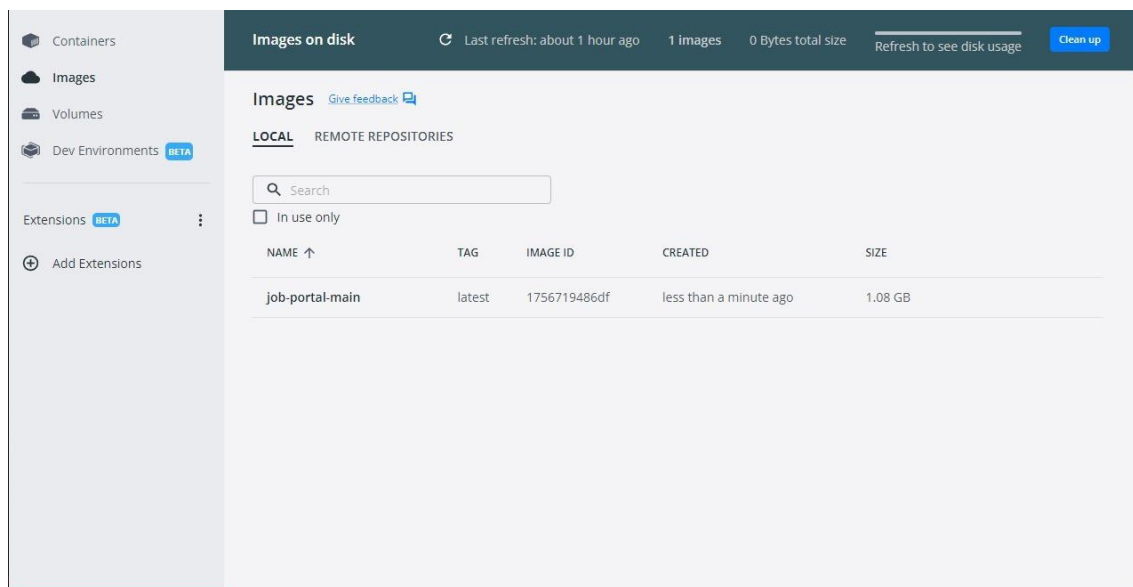 Containers
Images
Volumes
Dev Environments BETA
Extensions BETA
Add Extensions
Images on disk Last refresh: about 1 hour ago 1 images 0 Bytes total size Refresh to see disk usage Clean up
Images Give feedback
LOCAL REMOTE REPOSITORIES
Search
In use only
NAME TAG IMAGE ID CREATED SIZE
job-portal-main latest 1756719486df less than a minute ago 1.08 GB